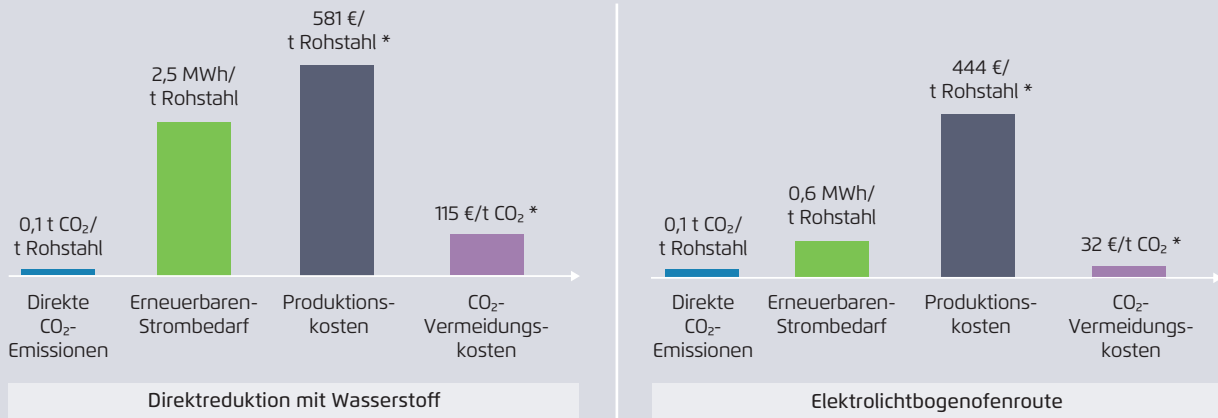 581 €/
t Rohstahl *
2,5 MWh/
t Rohstahl
0,1 t CO₂/
t Rohstahl
115 €/t CO₂ *
Direkte
CO₂-
Emissionen
Erneuerbaren-
Strombedarf
Produktions-
kosten
CO₂-
Vermeidungs-
kosten
Direktreduktion mit Wasserstoff
444 €/
t Rohstahl *
0,6 MWh/
t Rohstahl
0,1 t CO₂/
t Rohstahl
32 €/t CO₂ *
Direkte
CO₂-
Emissionen
Erneuerbaren-
Strombedarf
Produktions-
kosten
CO₂-
Vermeidungs-
kosten
Elektrolichtbogenofenroute